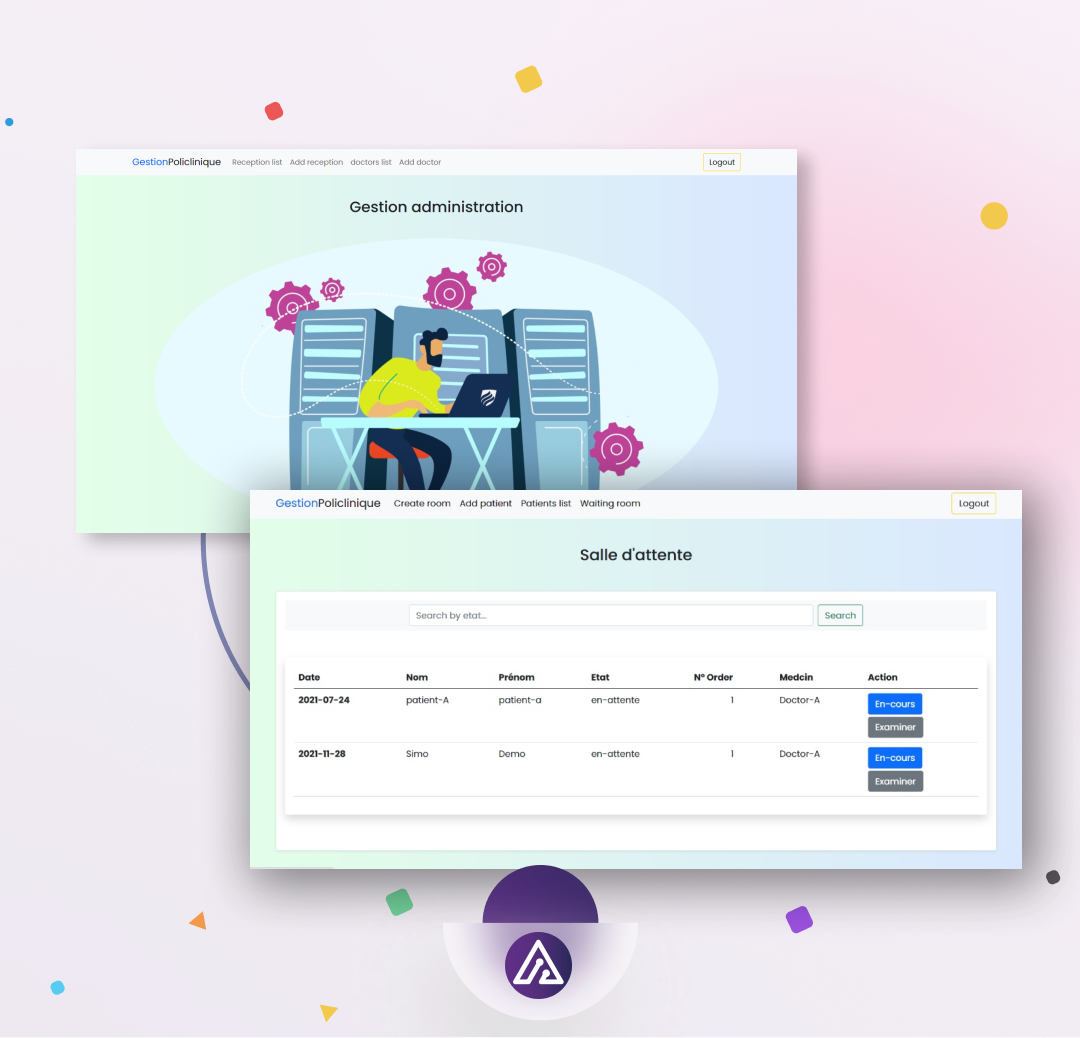 GestionPoliclinique Reception list Add reception doctors list Add doctor Logout
Gestion administration
GestionPoliclinique Create room Add patient Patients list Waiting room Logout
Salle d'attente
Search by etat... Search
Date Nom Prénom Etat N° Order Medcin Action
2021-07-24 patient-A patient-a en-attente 1 Doctor-A En-cours
Examiner
2021-11-28 Simo Demo en-attente 1 Doctor-A En-cours
Examiner